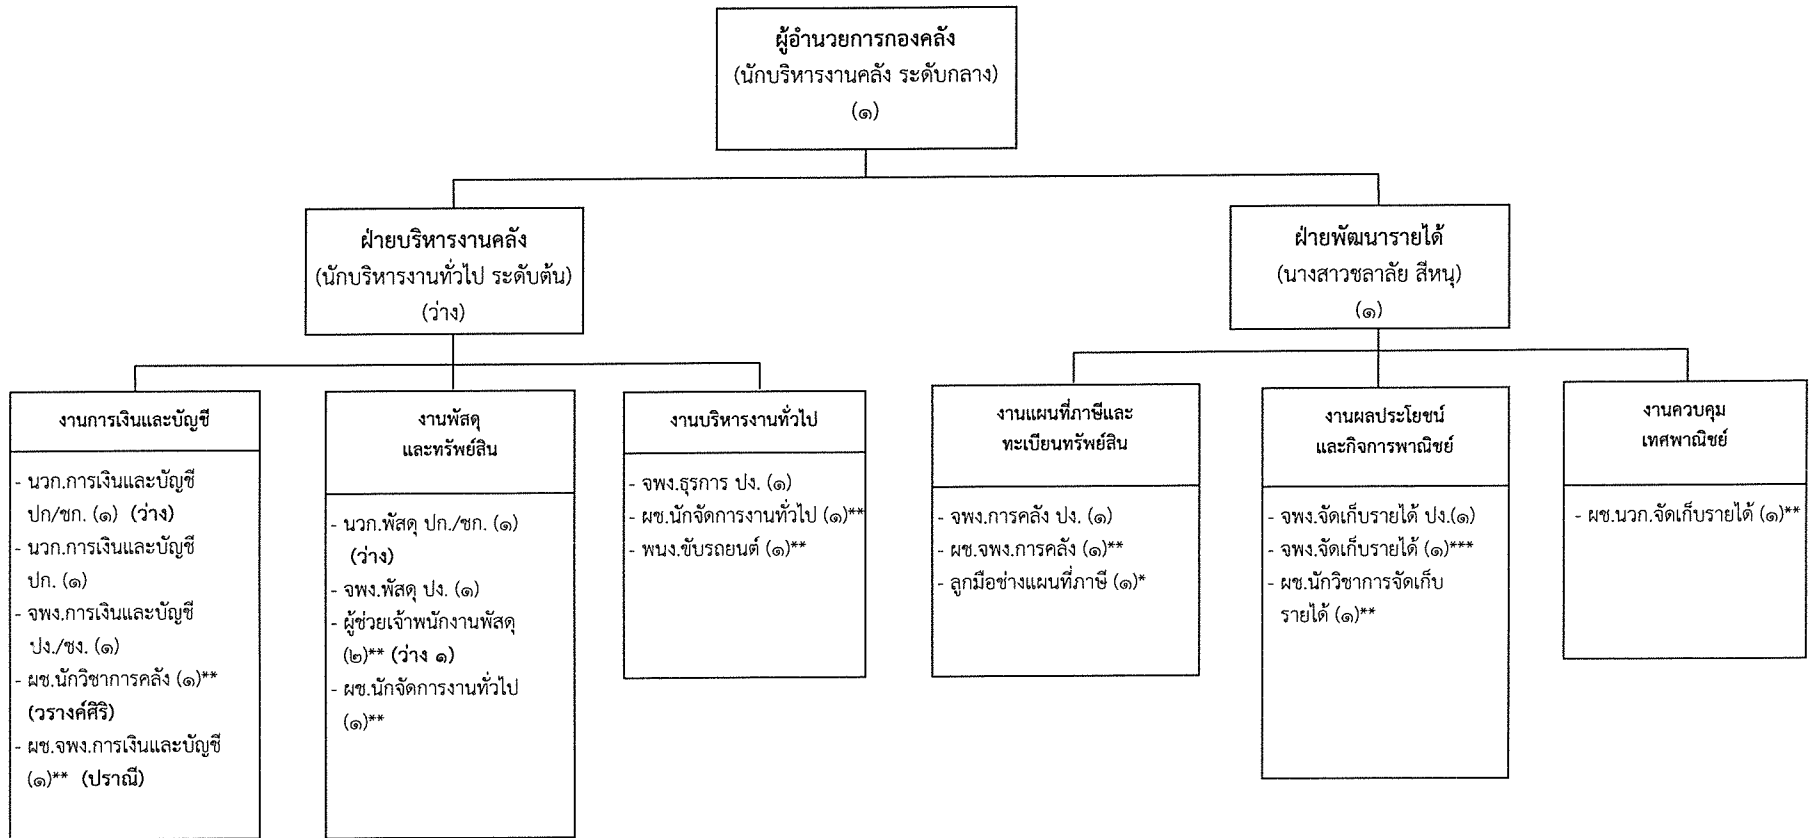 ผู้อำนวยการกองคลัง
(นักบริหารงานคลัง ระดับกลาง)
(๑)
ฝ่ายบริหารงานคลัง
(นักบริหารงานทั่วไป ระดับต้น)
(ว่าง)
ฝ่ายพัฒนารายได้
(นางสาวชลาลัย สีหนุ)
(๑)
งานการเงินและบัญชี
- นวก.การเงินและบัญชี
ปก/ชก. (๑) (ว่าง)
- นวก.การเงินและบัญชี
ปก. (๑)
- จพง.การเงินและบัญชี
ปง./ชง. (๑)
- ผช.นักวิชาการคลัง (๑)**
(วรางค์ศิริ)
- ผช.จพง.การเงินและบัญชี
(๑)** (ปราณี)
งานพัสดุ
และทรัพย์สิน
- นวก.พัสดุ ปก./ชก. (๑)
(ว่าง)
- จพง.พัสดุ ปง. (๑)
- ผู้ช่วยเจ้าพนักงานพัสดุ
(๒)** (ว่าง ๑)
- ผช.นักจัดการงานทั่วไป
(๑)**
งานบริหารงานทั่วไป
- จพง.ธุรการ ปง. (๑)
- ผช.นักจัดการงานทั่วไป (๑)**
- พนง.ขับรถยนต์ (๑)**
งานแผนที่ภาษีและ
ทะเบียนทรัพย์สิน
- จพง.การคลัง ปง. (๑)
- ผช.จพง.การคลัง (๑)**
- ลูกมือช่างแผนที่ภาษี (๑)*
งานผลประโยชน์
และกิจการพาณิชย์
- จพง.จัดเก็บรายได้ ปง.(๑)
- จพง.จัดเก็บรายได้ (๑)***
- ผช.นักวิชาการจัดเก็บ
รายได้ (๑)**
งานควบคุม
เทศพาณิชย์
- ผช.นวก.จัดเก็บรายได้ (๑)**